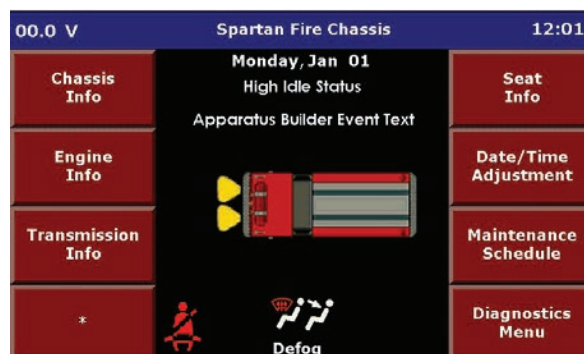 00.0 V
Spartan Fire Chassis
12:01
Chassis
Info
Monday, Jan 01
High Idle Status
Apparatus Builder Event Text
Seat
Info
Engine
Info
Date/Time
Adjustment
Transmission
Info
Maintenance
Schedule
*
Defog
Diagnostics
Menu